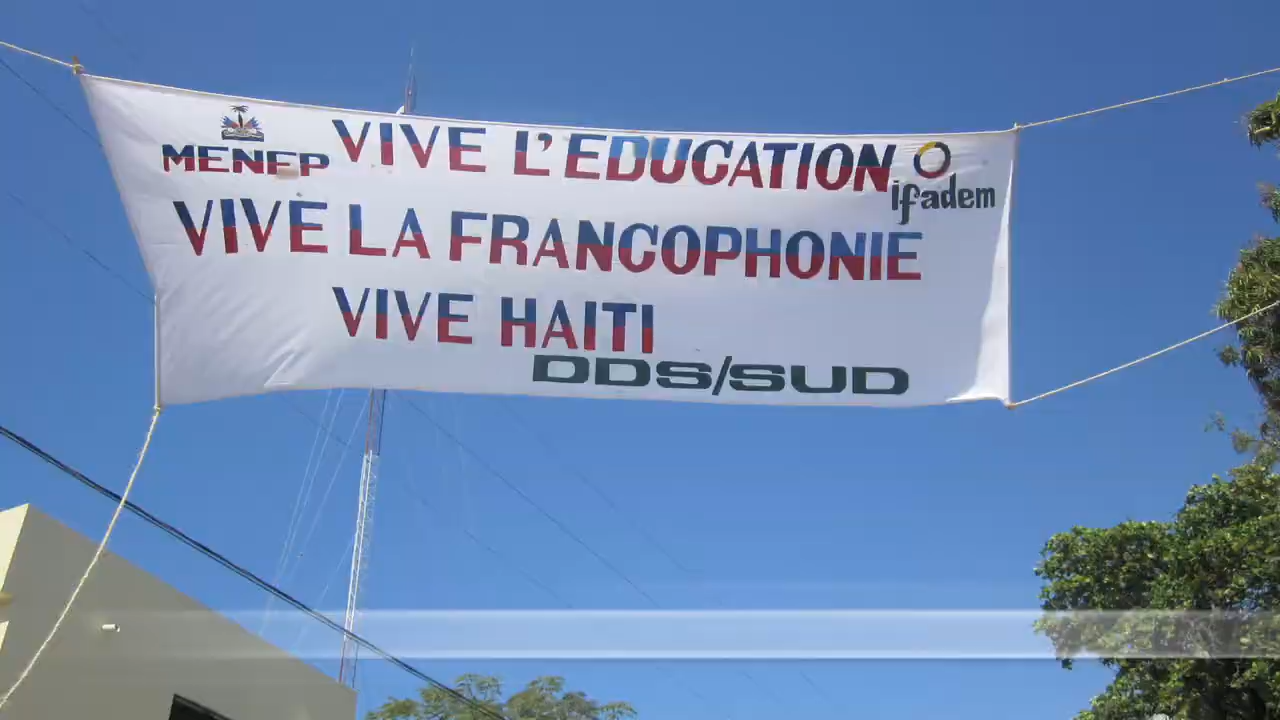 MENFP VIVE L'EDUCATION
ifadem
VIVE LA FRANCOPHONIE
VIVE HAITI
DDS/SUD